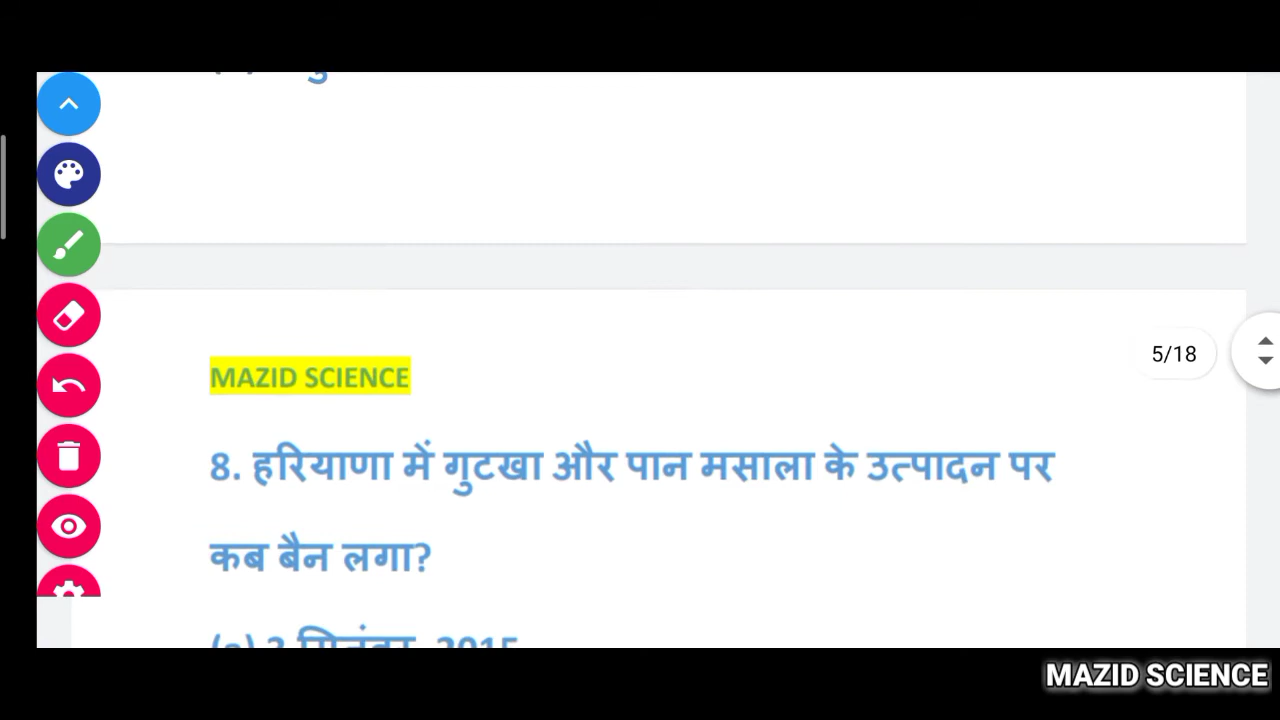 MAZID SCIENCE
5/18
8. हरियाणा में गुटखा और पान मसाला के उत्पादन पर
कब बैन लगा?
MAZID SCIENCE